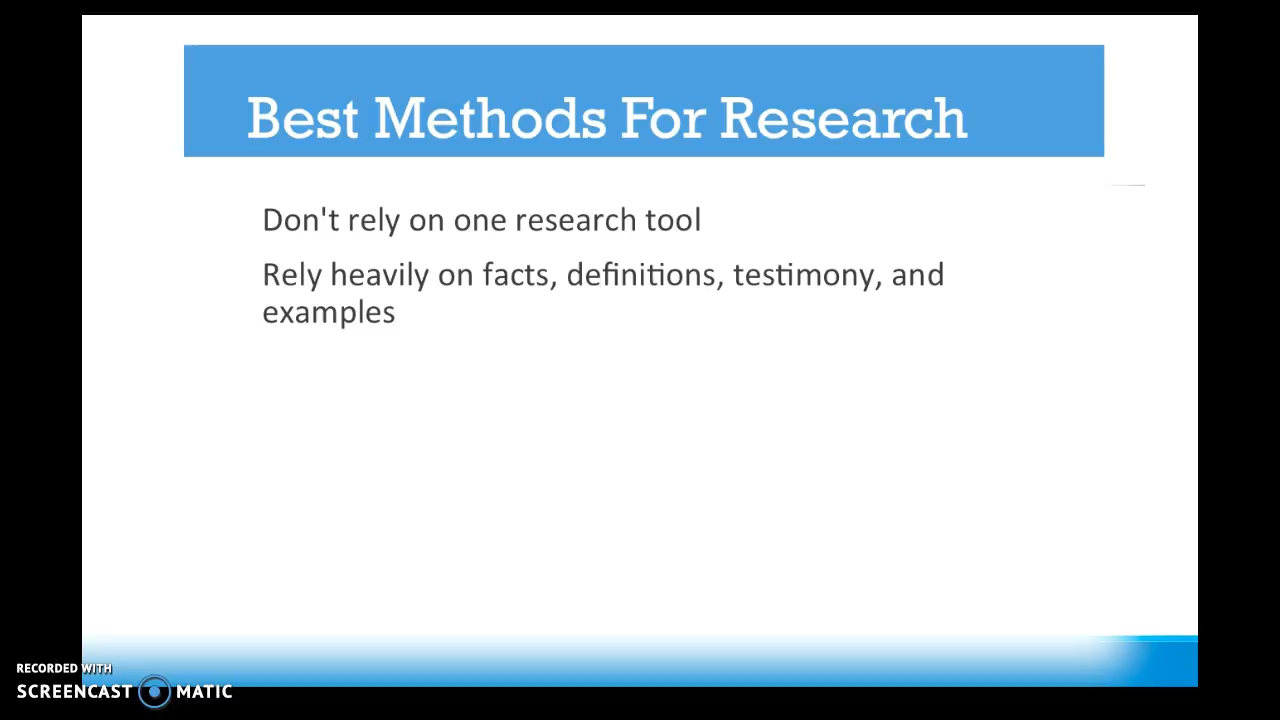 Best Methods For Research
Don't rely on one research tool
Rely heavily on facts, definitions, testimony, and
examples
RECORDED WITH
SCREENCAST MATIC